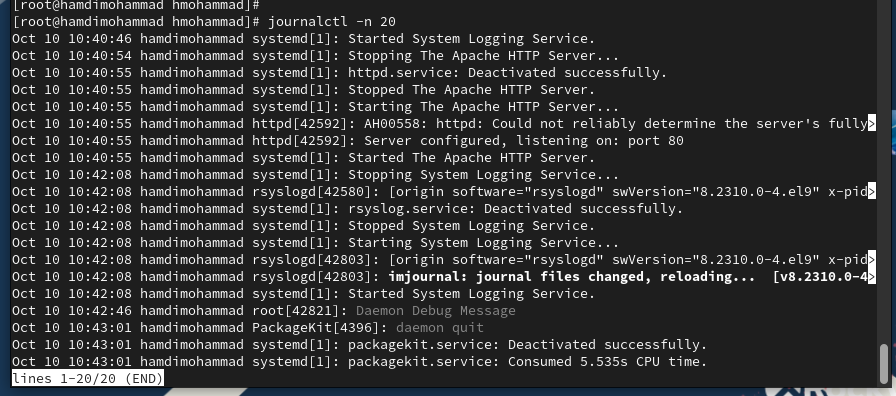 [root@hamdimohammad hmohammad]#
[root@hamdimohammad hmohammad]# journalctl -n 20
Oct 10 10:40:46 hamdimohammad systemd[1]: Started System Logging Service.
Oct 10 10:40:54 hamdimohammad systemd[1]: Stopping The Apache HTTP Server...
Oct 10 10:40:55 hamdimohammad systemd[1]: httpd.service: Deactivated successfully.
Oct 10 10:40:55 hamdimohammad systemd[1]: Stopped The Apache HTTP Server.
Oct 10 10:40:55 hamdimohammad systemd[1]: Starting The Apache HTTP Server...
Oct 10 10:40:55 hamdimohammad httpd[42592]: AH00558: httpd: Could not reliably determine the server's fully>
Oct 10 10:40:55 hamdimohammad httpd[42592]: Server configured, listening on: port 80
Oct 10 10:40:55 hamdimohammad systemd[1]: Started The Apache HTTP Server.
Oct 10 10:42:08 hamdimohammad systemd[1]: Stopping System Logging Service...
Oct 10 10:42:08 hamdimohammad rsyslogd[42580]: [origin software="rsyslogd" swVersion="8.2310.0-4.el9" x-pid>
Oct 10 10:42:08 hamdimohammad systemd[1]: rsyslog.service: Deactivated successfully.
Oct 10 10:42:08 hamdimohammad systemd[1]: Stopped System Logging Service.
Oct 10 10:42:08 hamdimohammad systemd[1]: Starting System Logging Service...
Oct 10 10:42:08 hamdimohammad rsyslogd[42803]: [origin software="rsyslogd" swVersion="8.2310.0-4.el9" x-pid>
Oct 10 10:42:08 hamdimohammad rsyslogd[42803]: imjournal: journal files changed, reloading...  [v8.2310.0-4>
Oct 10 10:42:08 hamdimohammad systemd[1]: Started System Logging Service.
Oct 10 10:42:46 hamdimohammad root[42821]: Daemon Debug Message
Oct 10 10:43:01 hamdimohammad PackageKit[4396]: daemon quit
Oct 10 10:43:01 hamdimohammad systemd[1]: packagekit.service: Deactivated successfully.
Oct 10 10:43:01 hamdimohammad systemd[1]: packagekit.service: Consumed 5.535s CPU time.
lines 1-20/20 (END)